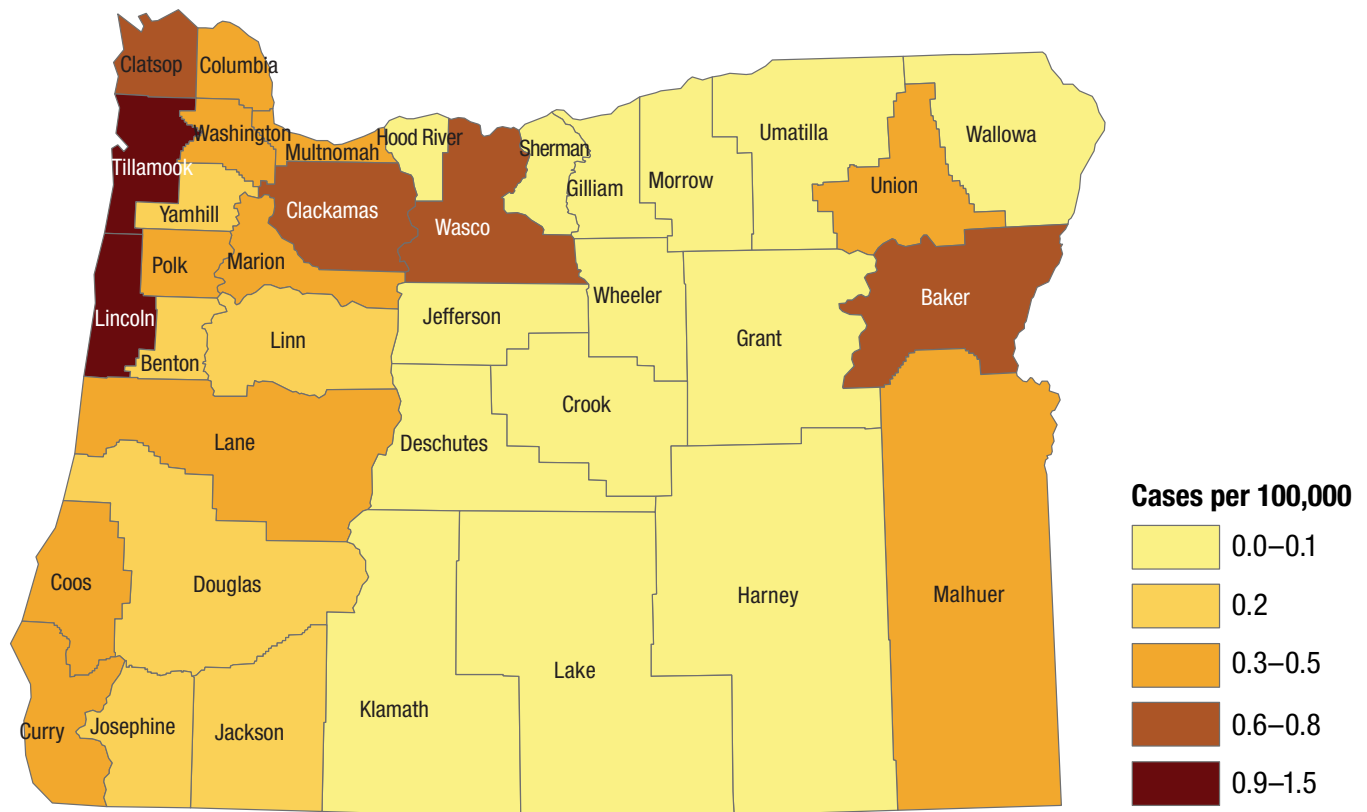 Clatsop
Columbia
Washington
Tillamook
Multnomah
Hood River
Sherman
Gilliam
Morrow
Umatilla
Wallowa
Union
Yamhill
Clackamas
Wasco
Polk
Marion
Baker
Wheeler
Lincoln
Jefferson
Grant
Linn
Benton
Crook
Lane
Deschutes
Coos
Douglas
Harney
Malhuer
Lake
Klamath
Curry
Josephine
Jackson
Cases per 100,000
0.0–0.1
0.2
0.3–0.5
0.6–0.8
0.9–1.5